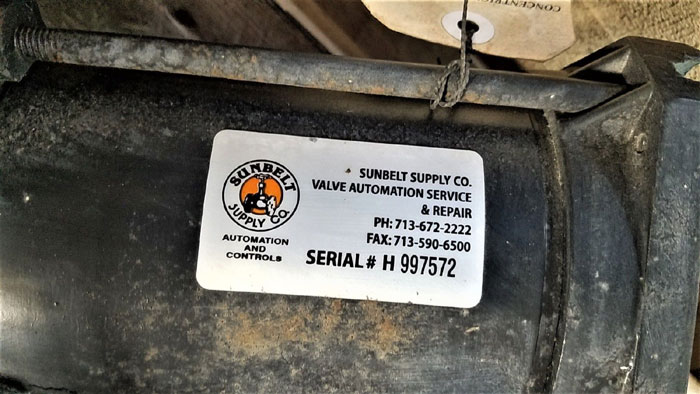 CONCENTRIC
SUNBELT
SUPPLY CO.
AUTOMATION
AND
CONTROLS
SUNBELT SUPPLY CO.
VALVE AUTOMATION SERVICE
& REPAIR
PH: 713-672-2222
FAX: 713-590-6500
SERIAL# H 997572